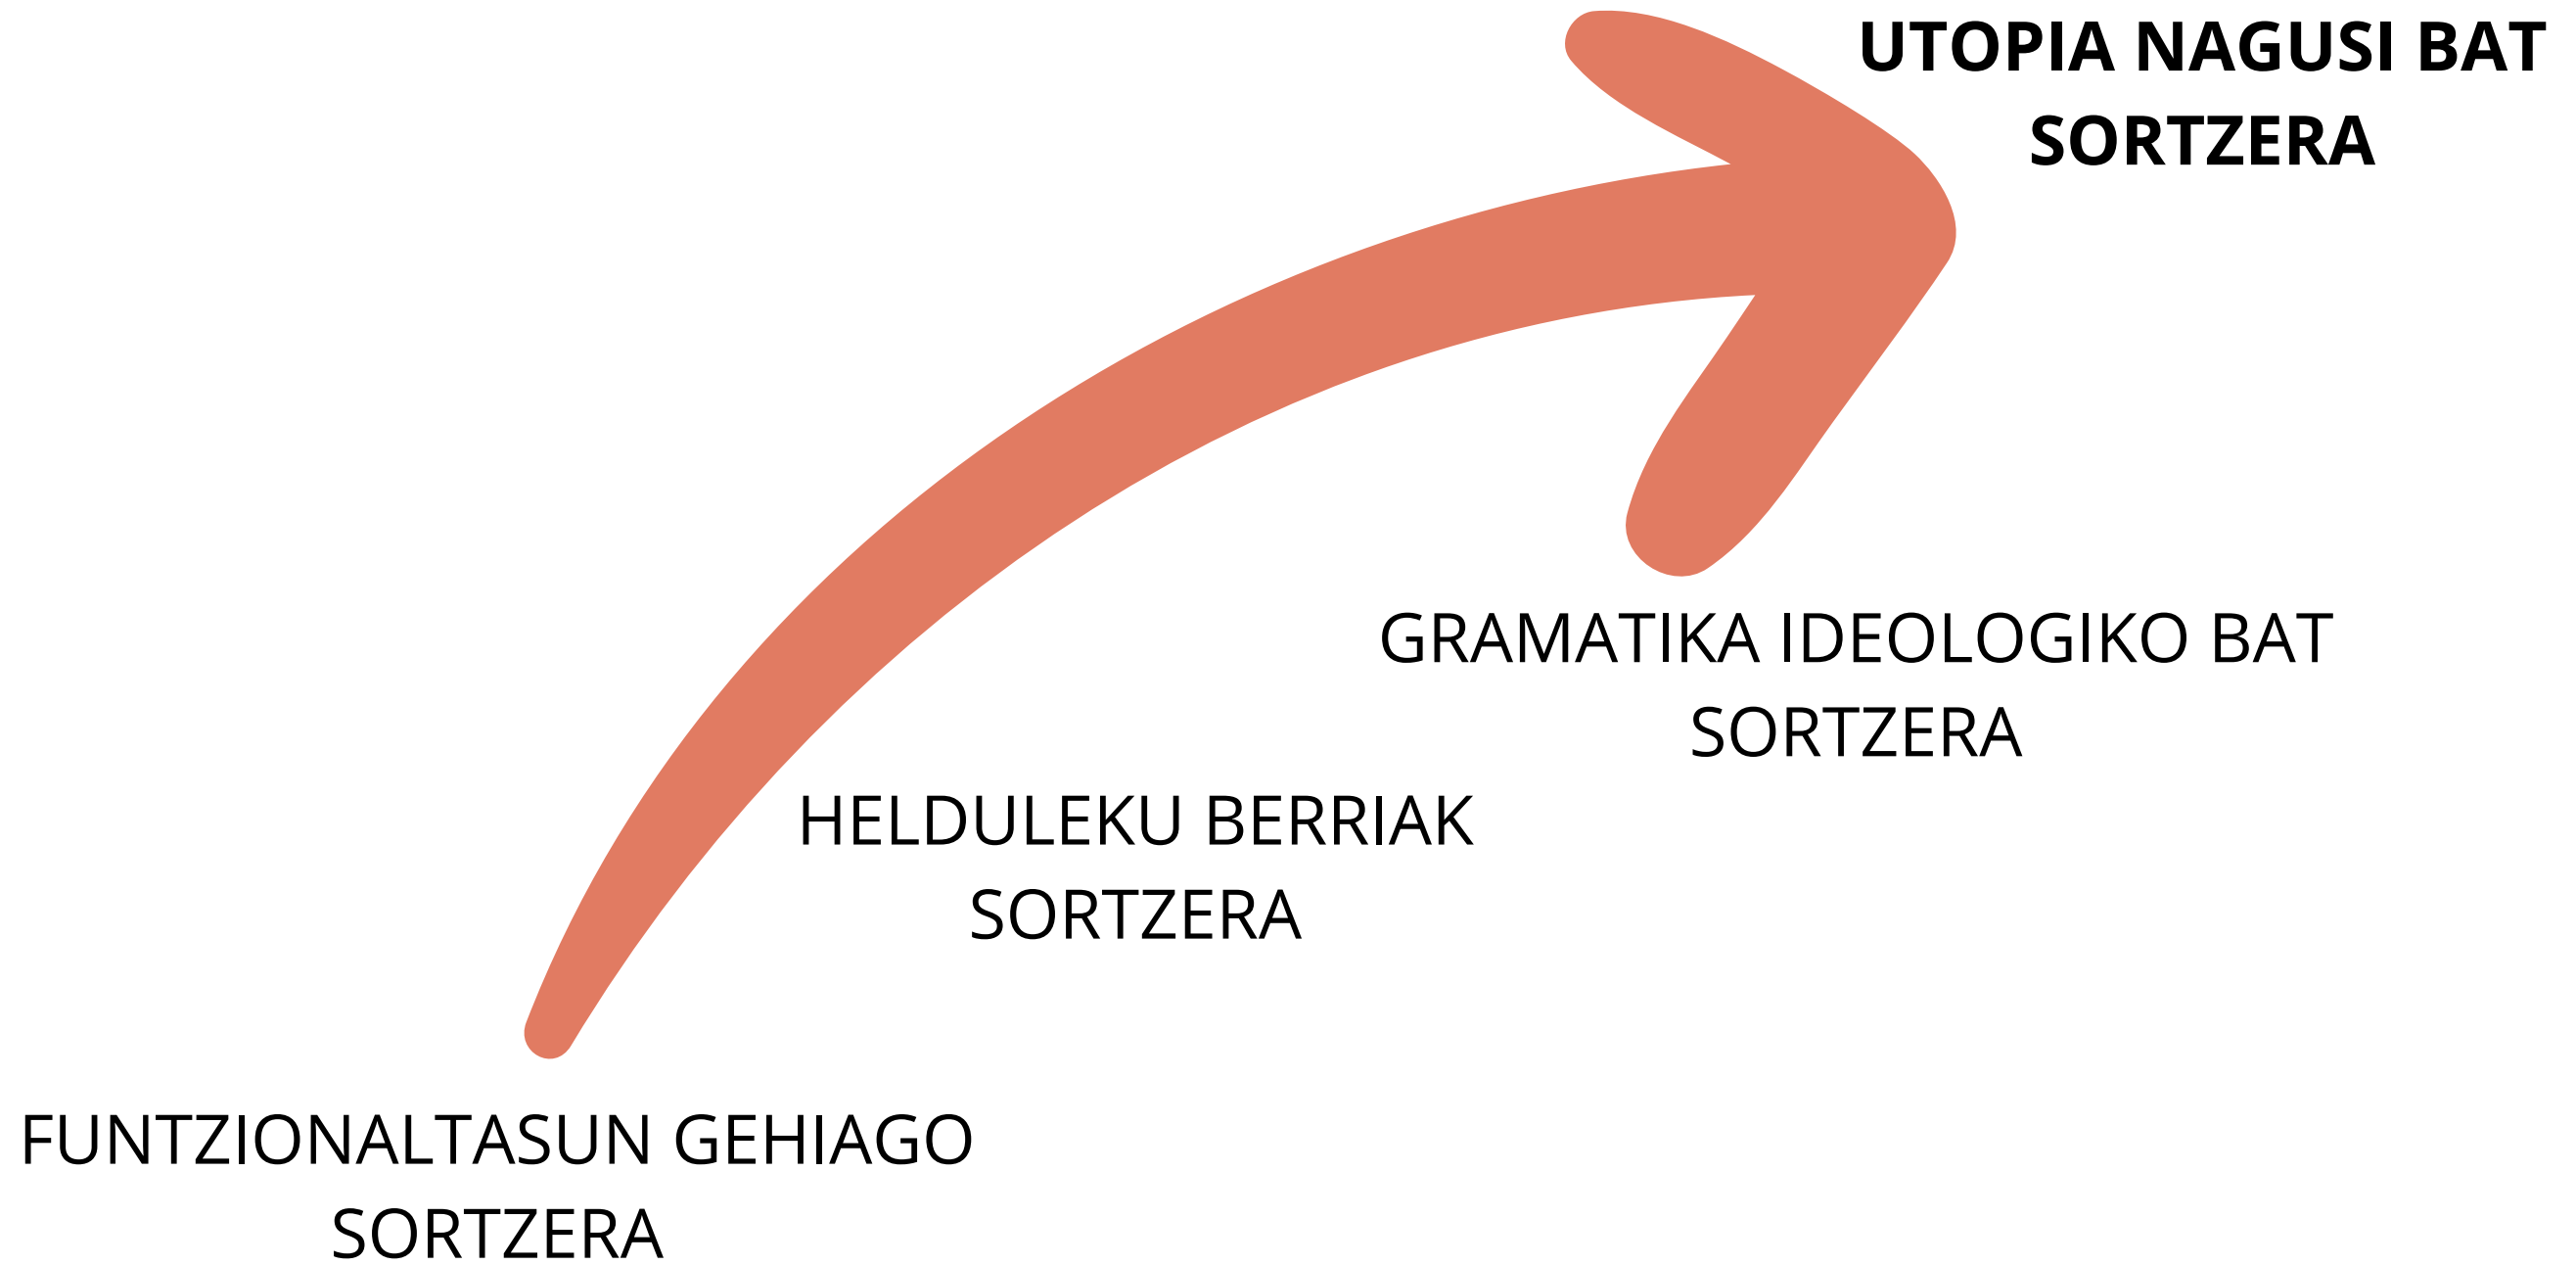 UTOPIA NAGUSI BAT
SORTZERA
GRAMATIKA IDEOLOGIKO BAT
SORTZERA
HELDULEKU BERRIAK
SORTZERA
FUNTZIONALTASUN GEHIAGO
SORTZERA